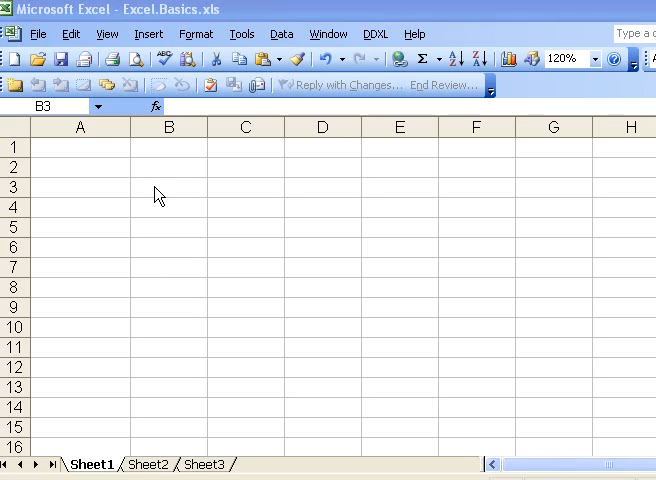 Microsoft Excel - Excel.Basics.xls
File Edit View Insert Format Tools Data Window DDXL Help Type a
120%
Reply with Changes... End Review...
B3 fx
A B C D E F G H
1
2
3
4
5
6
7
8
9
10
11
12
13
14
15
16
Sheet1 Sheet2 Sheet3